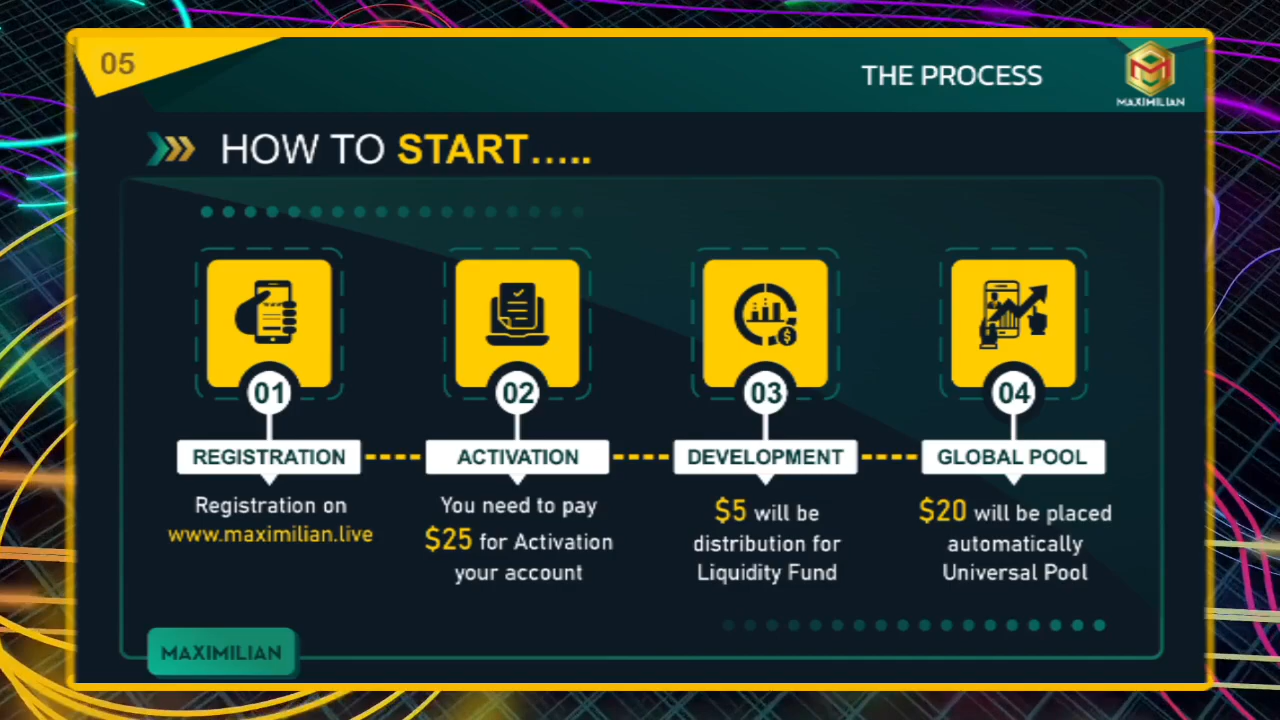 05
THE PROCESS
MAXIMILIAN
HOW TO START.....
01
REGISTRATION
Registration on
www.maximilian.live
02
ACTIVATION
You need to pay
$25 for Activation
your account
03
DEVELOPMENT
$5 will be
distribution for
Liquidity Fund
04
GLOBAL POOL
$20 will be placed
automatically
Universal Pool
MAXIMILIAN